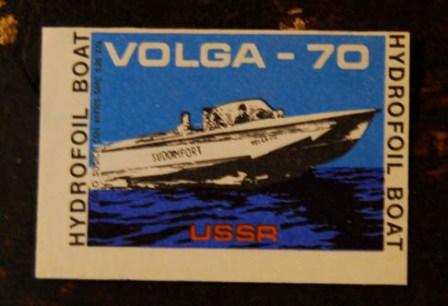 VOLGA - 70
HYDROFOIL BOAT
HYDROFOIL BOAT
SUDOIMPORT
USSR